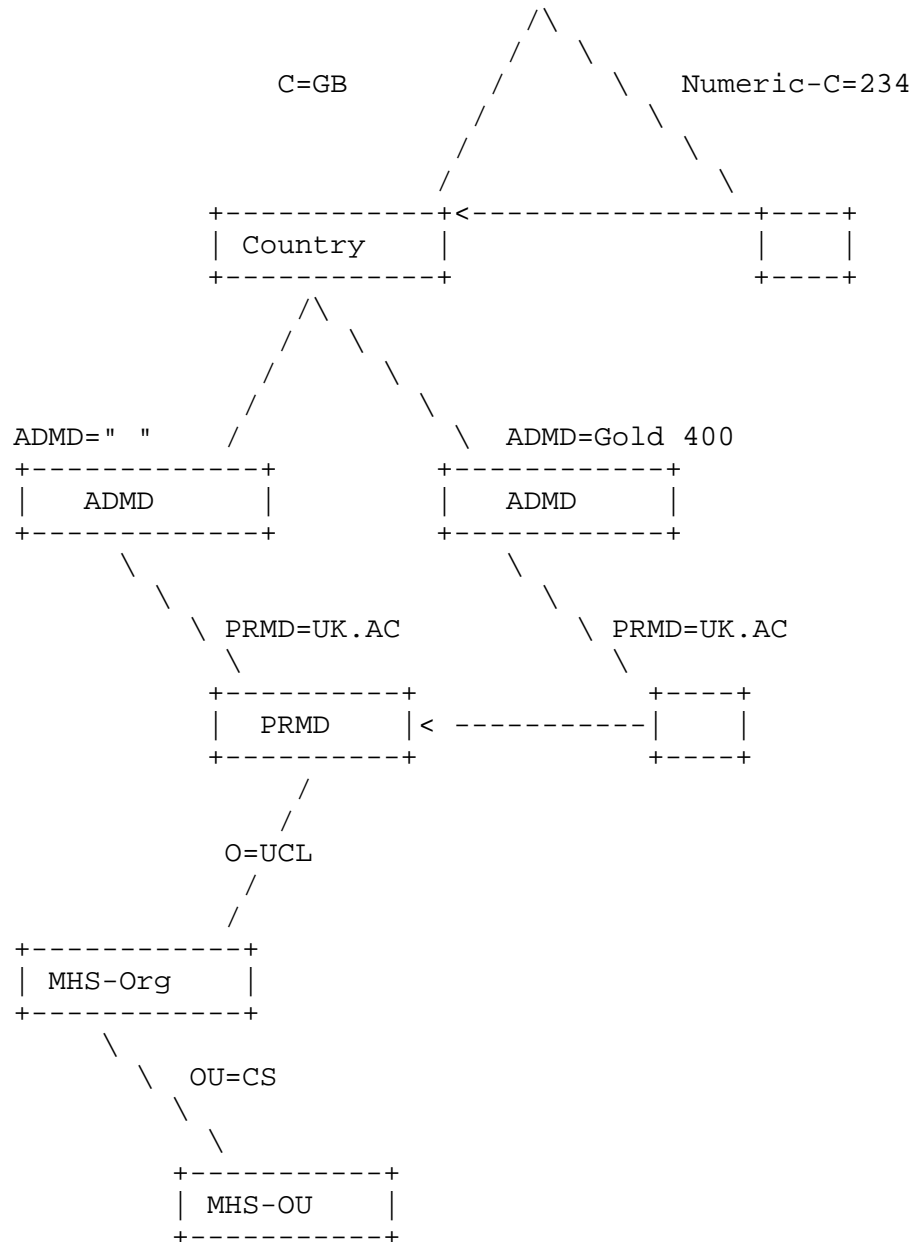 C=GB Numeric-C=234
Country
ADMD=" " ADMD=Gold 400
ADMD ADMD
PRMD=UK.AC PRMD=UK.AC
PRMD
O=UCL
MHS-Org
OU=CS
MHS-OU